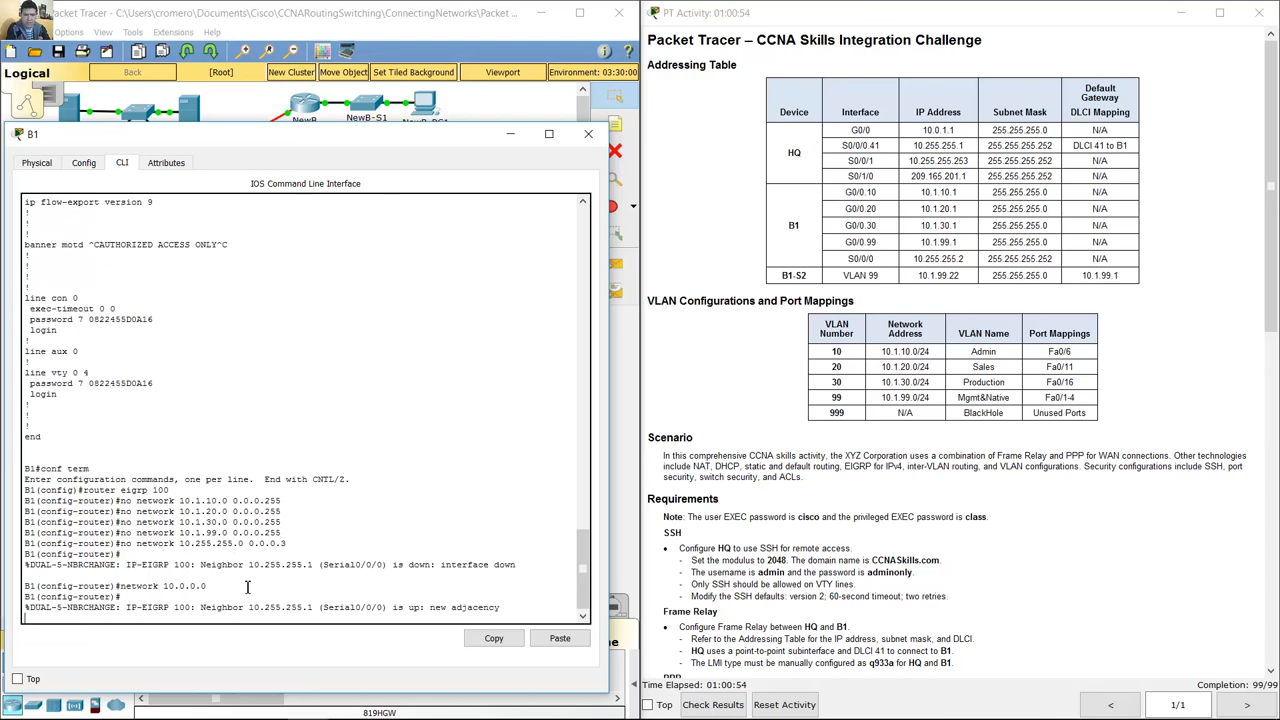 Packet Tracer - C:\Users\cromero\Documents\Cisco\CCNARoutingSwitching\ConnectingNetworks\Packet ...
Options View Tools Extensions Help
Logical Back [Root] New Cluster Move Object Set Tiled Background Viewport Environment: 03:30:00
NewB NewB-S1
B1
Physical Config CLI Attributes
IOS Command Line Interface
ip flow-export version 9
!
!
!
banner motd ^CAUTHORIZED ACCESS ONLY^C
!
!
!
!
line con 0
exec-timeout 0 0
password 7 0822455D0A16
login
!
line aux 0
!
line vty 0 4
password 7 0822455D0A16
login
!
!
!
end
B1#conf term
Enter configuration commands, one per line. End with CNTL/Z.
B1(config)#router eigrp 100
B1(config-router)#no network 10.1.10.0 0.0.0.255
B1(config-router)#no network 10.1.20.0 0.0.0.255
B1(config-router)#no network 10.1.30.0 0.0.0.255
B1(config-router)#no network 10.1.99.0 0.0.0.255
B1(config-router)#no network 10.255.255.0 0.0.0.3
B1(config-router)#
%DUAL-5-NBRCHANGE: IP-EIGRP 100: Neighbor 10.255.255.1 (Serial0/0/0) is down: interface down
B1(config-router)#network 10.0.0.0
B1(config-router)#
%DUAL-5-NBRCHANGE: IP-EIGRP 100: Neighbor 10.255.255.1 (Serial0/0/0) is up: new adjacency
Copy Paste
Top
819HGW
PT Activity: 01:00:54
Packet Tracer – CCNA Skills Integration Challenge
Addressing Table
Device Interface IP Address Subnet Mask Default Gateway DLCI Mapping
HQ G0/0 10.0.1.1 255.255.255.0 N/A
S0/0/0.41 10.255.255.1 255.255.255.252 DLCI 41 to B1
S0/0/1 10.255.255.253 255.255.255.252 N/A
S0/1/0 209.165.201.1 255.255.255.252 N/A
B1 G0/0.10 10.1.10.1 255.255.255.0 N/A
G0/0.20 10.1.20.1 255.255.255.0 N/A
G0/0.30 10.1.30.1 255.255.255.0 N/A
G0/0.99 10.1.99.1 255.255.255.0 N/A
S0/0/0 10.255.255.2 255.255.255.252 N/A
B1-S2 VLAN 99 10.1.99.22 255.255.255.0 10.1.99.1
VLAN Configurations and Port Mappings
VLAN Number Network Address VLAN Name Port Mappings
10 10.1.10.0/24 Admin Fa0/6
20 10.1.20.0/24 Sales Fa0/11
30 10.1.30.0/24 Production Fa0/16
99 10.1.99.0/24 Mgmt&Native Fa0/1-4
999 N/A BlackHole Unused Ports
Scenario
In this comprehensive CCNA skills activity, the XYZ Corporation uses a combination of Frame Relay and PPP for WAN connections. Other technologies
include NAT, DHCP, static and default routing, EIGRP for IPv4, inter-VLAN routing, and VLAN configurations. Security configurations include SSH, port
security, switch security, and ACLs.
Requirements
Note: The user EXEC password is cisco and the privileged EXEC password is class.
SSH
• Configure HQ to use SSH for remote access.
- Set the modulus to 2048. The domain name is CCNASkills.com.
- The username is admin and the password is adminonly.
- Only SSH should be allowed on VTY lines.
- Modify the SSH defaults: version 2; 60-second timeout; two retries.
Frame Relay
• Configure Frame Relay between HQ and B1.
- Refer to the Addressing Table for the IP address, subnet mask, and DLCI.
- HQ uses a point-to-point subinterface and DLCI 41 to connect to B1.
- The LMI type must be manually configured as q933a for HQ and B1.
Time Elapsed: 01:00:54 Completion: 99/99
Top Check Results Reset Activity < 1/1 >